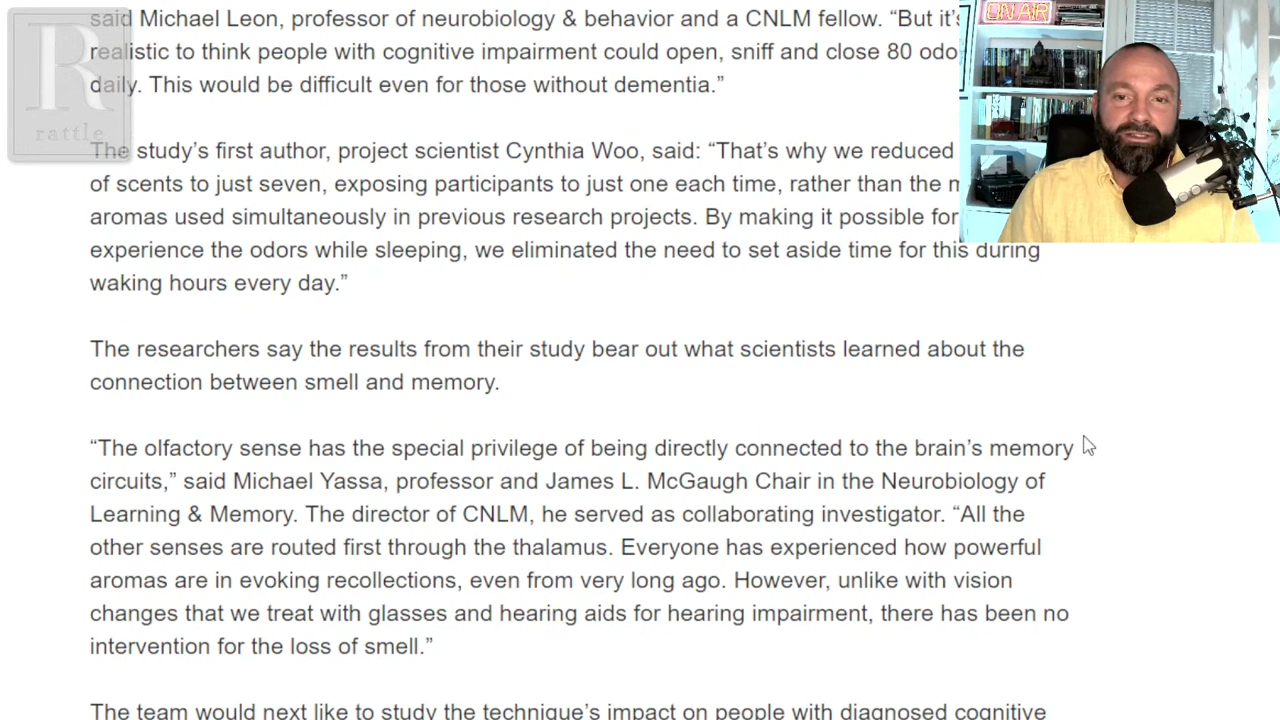 said Michael Leon, professor of neurobiology & behavior and a CNLM fellow. “But it’s
realistic to think people with cognitive impairment could open, sniff and close 80
daily. This would be difficult even for those without dementia.”
The study’s first author, project scientist Cynthia Woo, said: “That’s why we reduced
of scents to just seven, exposing participants to just one each time, rather than the
aromas used simultaneously in previous research projects. By making it possible for
experience the odors while sleeping, we eliminated the need to set aside time for this during
waking hours every day.”
The researchers say the results from their study bear out what scientists learned about the
connection between smell and memory.
“The olfactory sense has the special privilege of being directly connected to the brain’s memory
circuits,” said Michael Yassa, professor and James L. McGaugh Chair in the Neurobiology of
Learning & Memory. The director of CNLM, he served as collaborating investigator. “All the
other senses are routed first through the thalamus. Everyone has experienced how powerful
aromas are in evoking recollections, even from very long ago. However, unlike with vision
changes that we treat with glasses and hearing aids for hearing impairment, there has been no
intervention for the loss of smell.”
The team would next like to study the technique’s impact on people with diagnosed cognitive
R
rattle
ON AIR